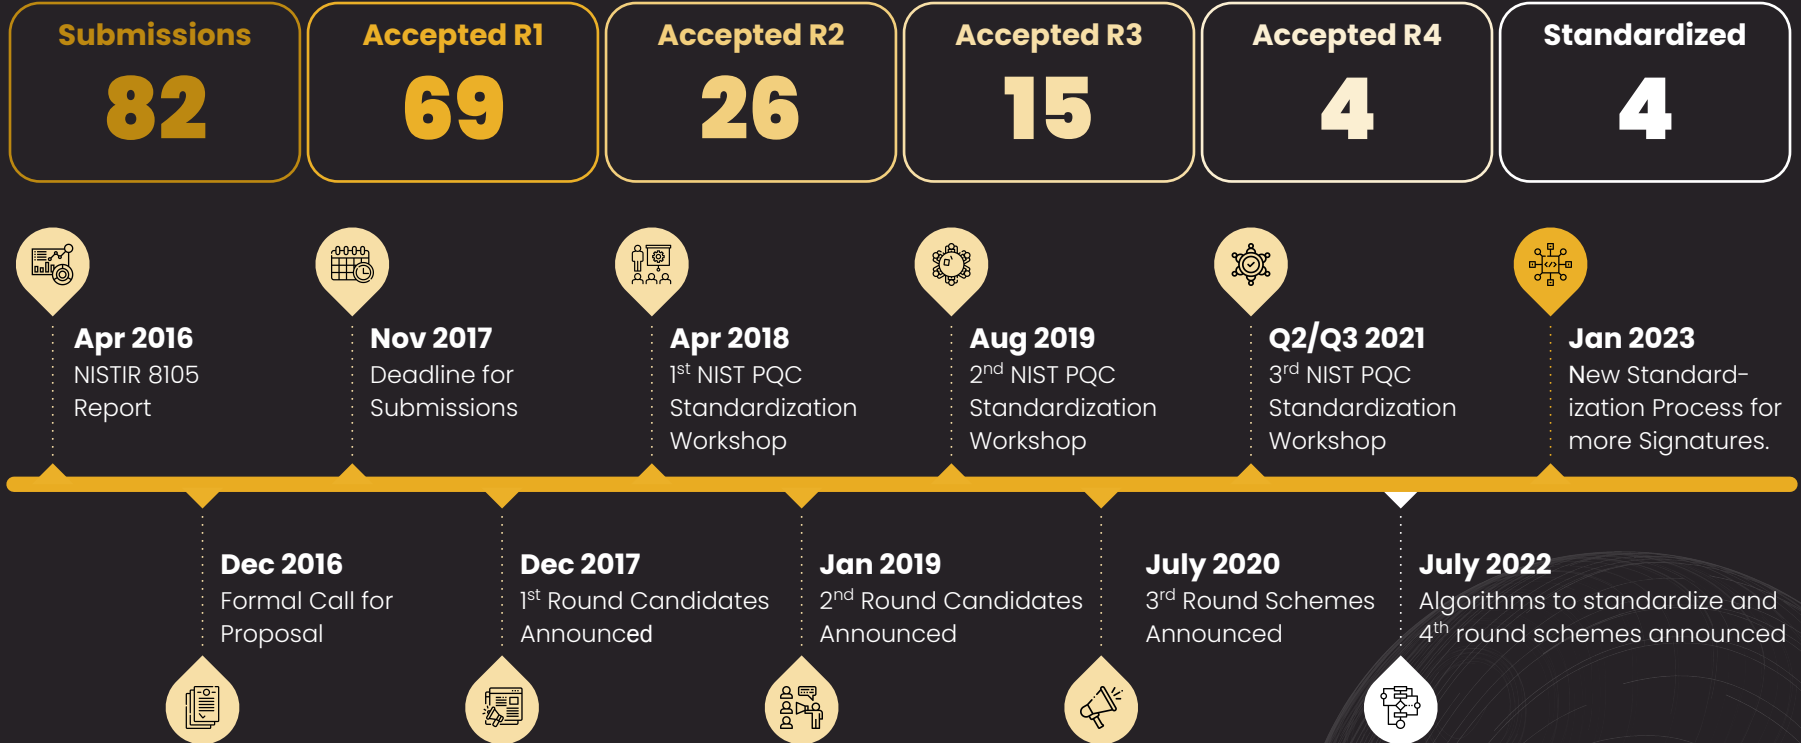 Submissions
82
Accepted R1
69
Accepted R2
26
Accepted R3
15
Accepted R4
4
Standardized
4
Apr 2016
NISTIR 8105
Report
Nov 2017
Deadline for
Submissions
Apr 2018
1st NIST PQC
Standardization
Workshop
Aug 2019
2nd NIST PQC
Standardization
Workshop
Q2/Q3 2021
3rd NIST PQC
Standardization
Workshop
Jan 2023
New Standard-
ization Process for
more Signatures.
Dec 2016
Formal Call for
Proposal
Dec 2017
1st Round Candidates
Announced
Jan 2019
2nd Round Candidates
Announced
July 2020
3rd Round Schemes
Announced
July 2022
Algorithms to standardize and
4th round schemes announced